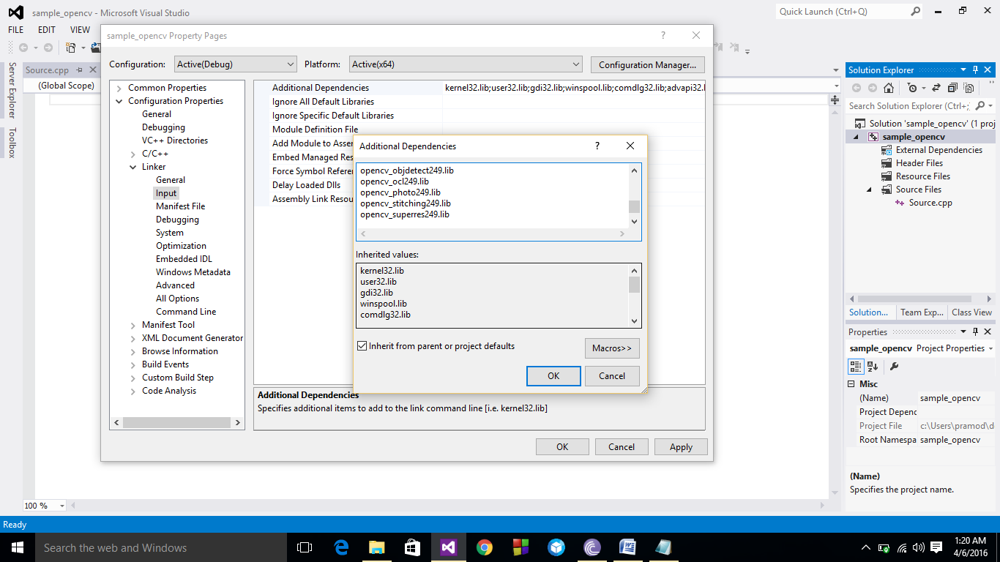 sample_opencv - Microsoft Visual Studio
Quick Launch (Ctrl+Q)
FILE EDIT VIEW
sample_opencv Property Pages
Configuration: Active(Debug) Platform: Active(x64) Configuration Manager...
Server Explorer
Toolbox
Source.cpp
(Global Scope)
Common Properties
Configuration Properties
General
Debugging
VC++ Directories
C/C++
Linker
General
Input
Manifest File
Debugging
System
Optimization
Embedded IDL
Windows Metadata
Advanced
All Options
Command Line
Manifest Tool
XML Document Generator
Browse Information
Build Events
Custom Build Step
Code Analysis
Additional Dependencies kernel32.lib;user32.lib;gdi32.lib;winspool.lib;comdlg32.lib;advapi32.l
Ignore All Default Libraries
Ignore Specific Default Libraries
Module Definition File
Add Module to Asser
Embed Managed Res
Force Symbol Referer
Delay Loaded Dlls
Assembly Link Resou
Additional Dependencies
opencv_objdetect249.lib
opencv_ocl249.lib
opencv_photo249.lib
opencv_stitching249.lib
opencv_superres249.lib
Inherited values:
kernel32.lib
user32.lib
gdi32.lib
winspool.lib
comdlg32.lib
Inherit from parent or project defaults
Macros>>
OK Cancel
Additional Dependencies
Specifies additional items to add to the link command line [i.e. kernel32.lib]
OK Cancel Apply
Solution Explorer
Search Solution Explorer (Ctrl+;
Solution 'sample_opencv' (1 proj
sample_opencv
External Dependencies
Header Files
Resource Files
Source Files
Source.cpp
Solution... Team Exp... Class View
Properties
sample_opencv Project Properties
Misc
(Name) sample_opencv
Project Depenc
Project File c:\Users\pramod\d
Root Namespa sample_opencv
(Name)
Specifies the project name.
100 %
Ready
Search the web and Windows
1:20 AM
4/6/2016